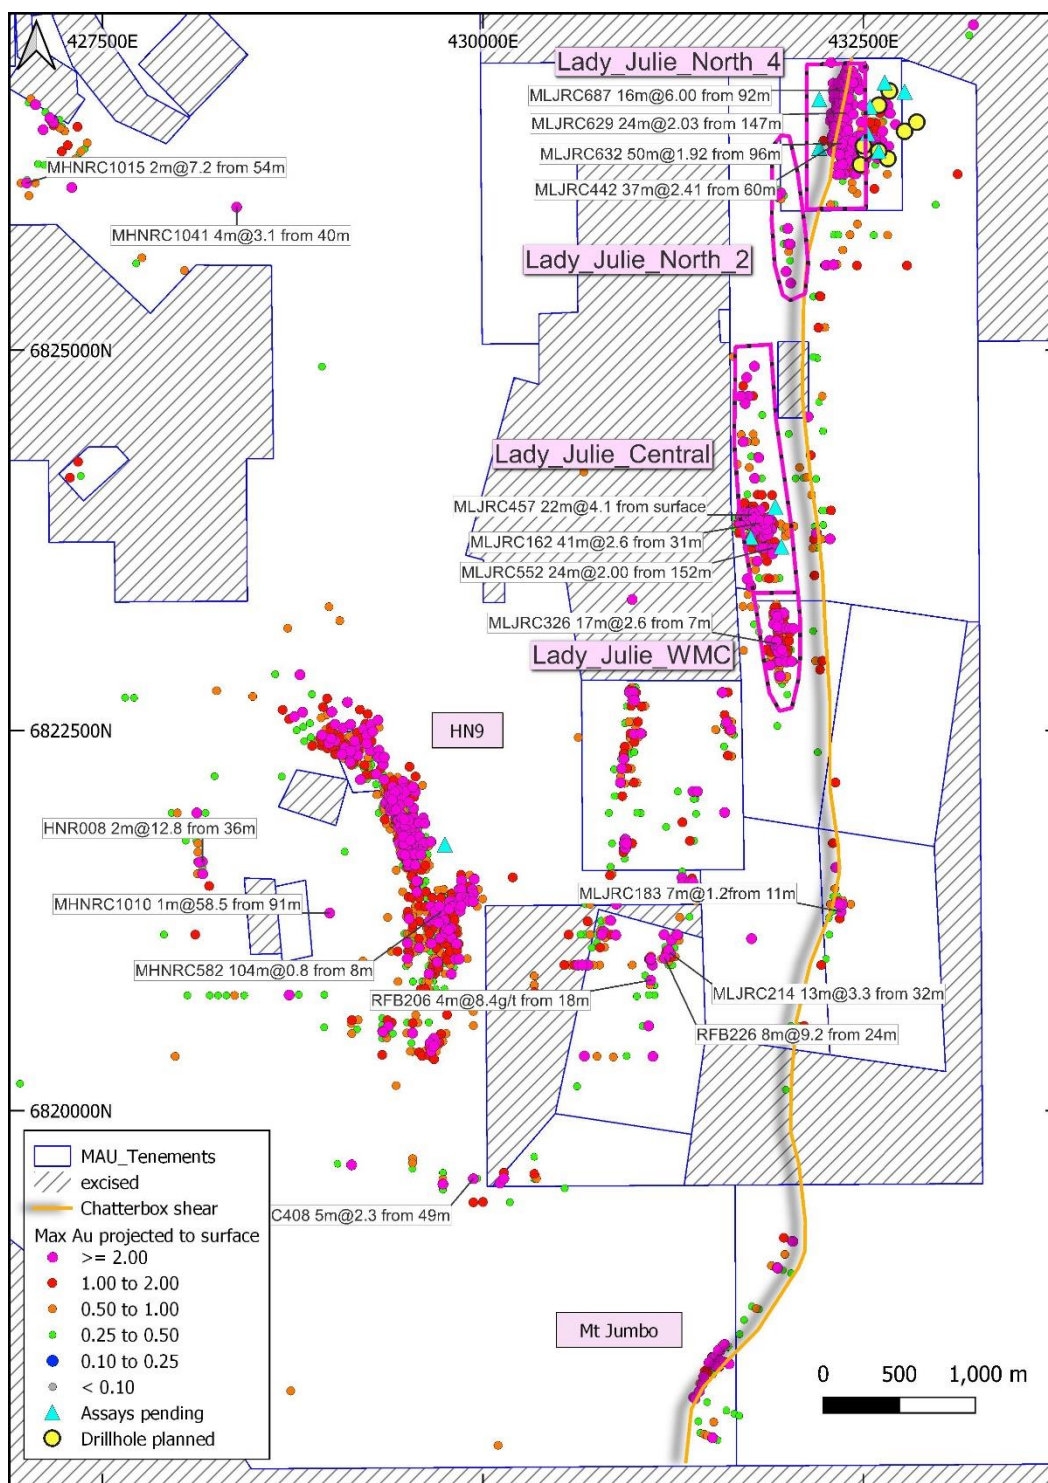 427500E
430000E
432500E
Lady_Julie_North_4
MLJRC687 16m@6.00 from 92m
MLJRC629 24m@2.03 from 147m
MLJRC632 50m@1.92 from 96m
MLJRC442 37m@2.41 from 60m
MHNRC1015 2m@7.2 from 54m
MHNRC1041 4m@3.1 from 40m
Lady_Julie_North_2
6825000N
Lady_Julie_Central
MLJRC457 22m@4.1 from surface
MLJRC162 41m@2.6 from 31m
MLJRC552 24m@2.00 from 152m
MLJRC326 17m@2.6 from 7m
Lady_Julie_WMC
6822500N
HN9
HNR008 2m@12.8 from 36m
MLJRC183 7m@1.2from 11m
MHNRC1010 1m@58.5 from 91m
MHNRC582 104m@0.8 from 8m
RFB206 4m@8.4g/t from 18m
MLJRC214 13m@3.3 from 32m
RFB226 8m@9.2 from 24m
6820000N
C408 5m@2.3 from 49m
Mt Jumbo
MAU_Tenements
excised
Chatterbox shear
Max Au projected to surface
>= 2.00
1.00 to 2.00
0.50 to 1.00
0.25 to 0.50
0.10 to 0.25
< 0.10
Assays pending
Drillhole planned
0 500 1,000 m